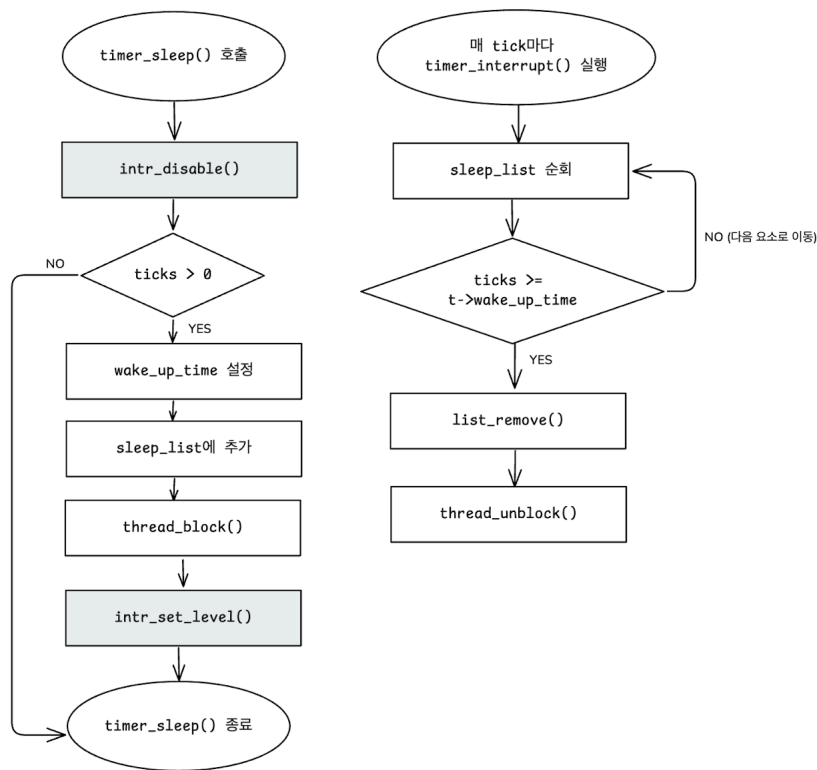 timer_sleep() 호출
intr_disable()
NO
ticks > 0
YES
wake_up_time 설정
sleep_list에 추가
thread_block()
intr_set_level()
timer_sleep() 종료
매 tick마다
timer_interrupt() 실행
sleep_list 순회
NO (다음 요소로 이동)
ticks >=
t->wake_up_time
YES
list_remove()
thread_unblock()